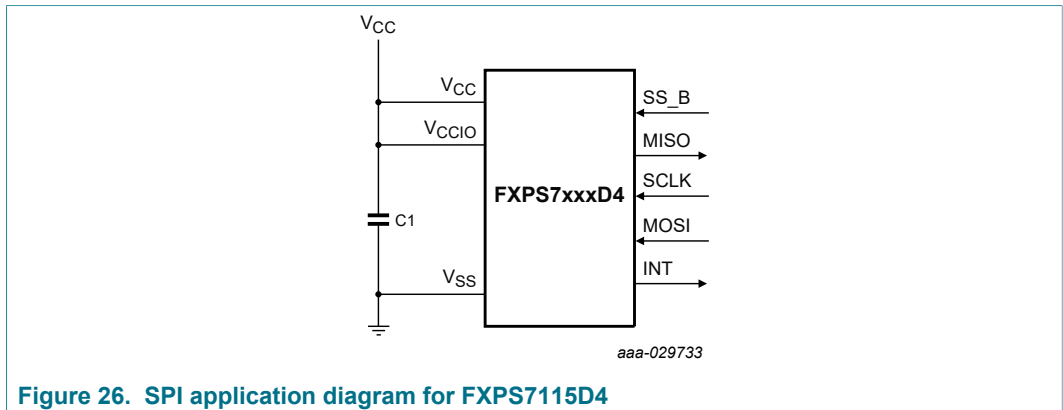 VCC
VCC
VCCIO
VSS
C1
FXPS7xxxD4
SS_B
MISO
SCLK
MOSI
INT
aaa-029733
Figure 26. SPI application diagram for FXPS7115D4